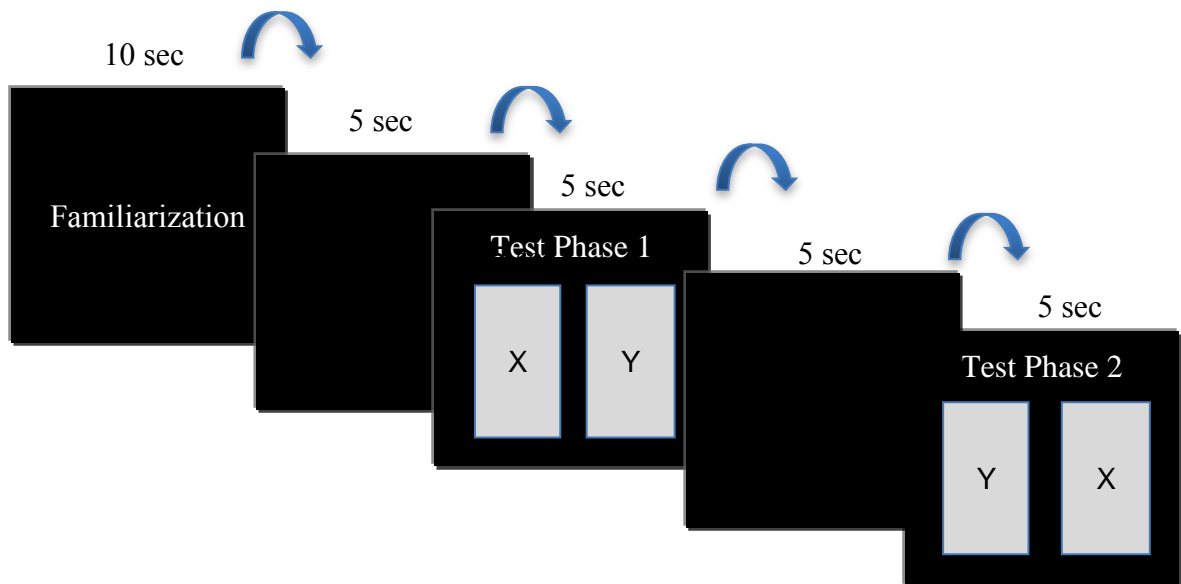 10 sec
Familiarization
5 sec
5 sec
Test Phase 1
X Y
5 sec
5 sec
Test Phase 2
Y X